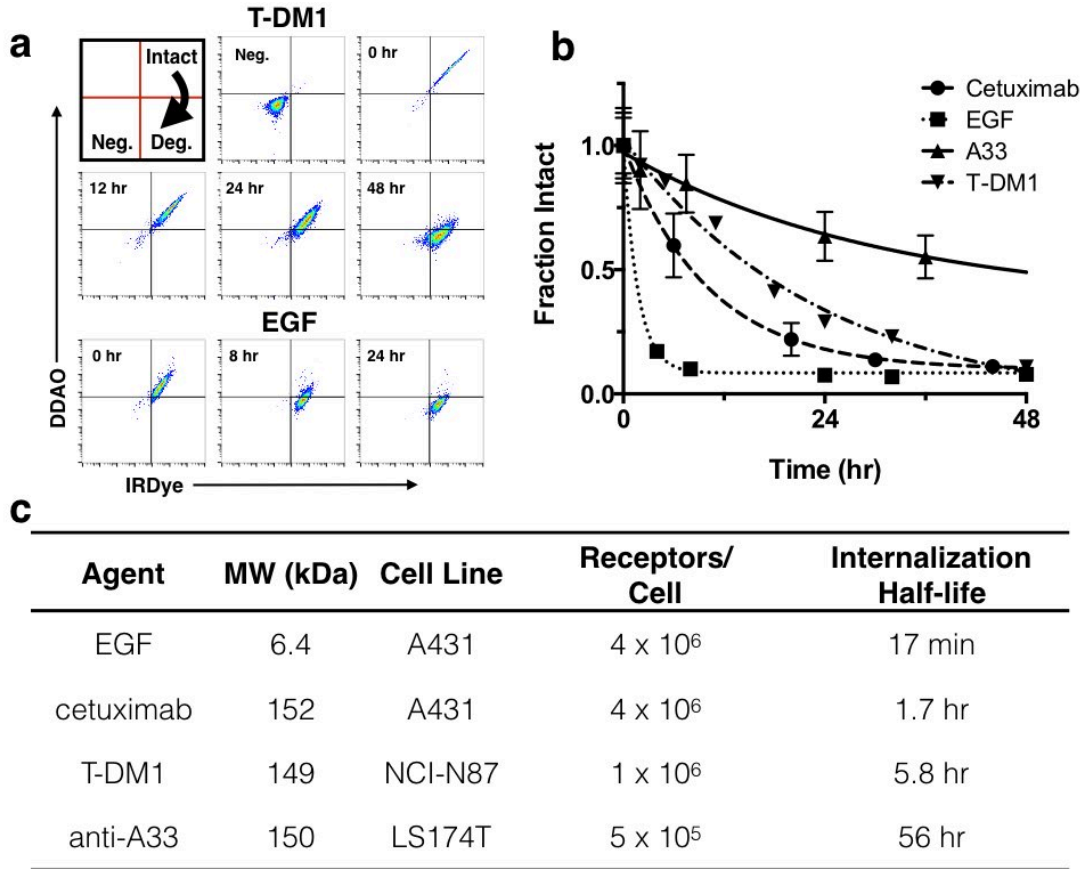 a
T-DM1
Intact
Neg. Deg.
Neg.
0 hr
12 hr
24 hr
48 hr
EGF
0 hr
8 hr
24 hr
DDAO
IRDye
b
Cetuximab
EGF
A33
T-DM1
Fraction Intact
1.0
0.5
0.0
0 24 48
Time (hr)
c
Agent MW (kDa) Cell Line Receptors/ Cell Internalization Half-life
EGF 6.4 A431 4 x 10⁶ 17 min
cetuximab 152 A431 4 x 10⁶ 1.7 hr
T-DM1 149 NCI-N87 1 x 10⁶ 5.8 hr
anti-A33 150 LS174T 5 x 10⁵ 56 hr